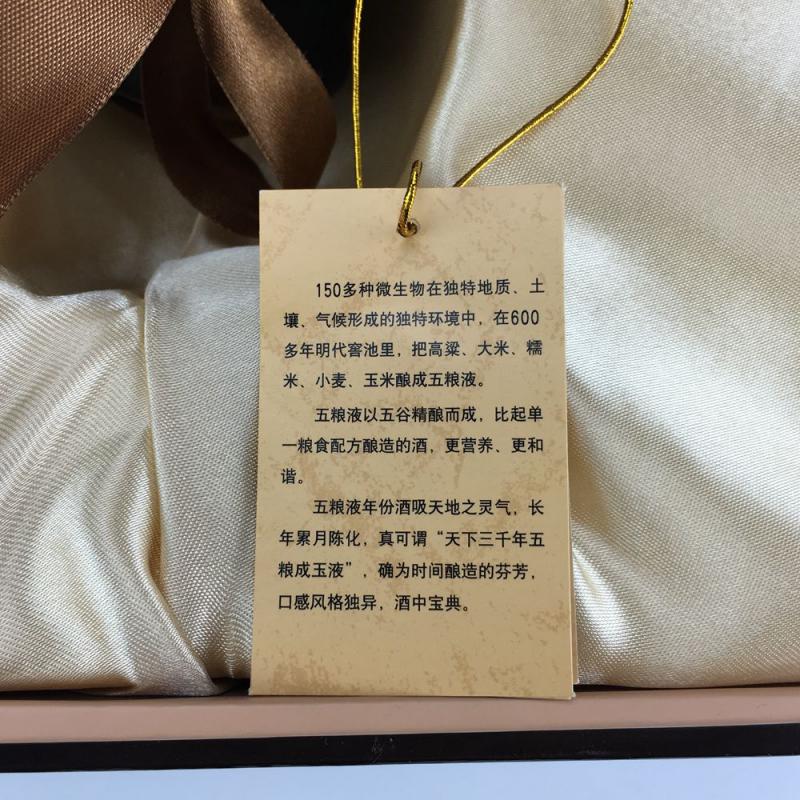 150多种微生物在独特地质、土
壤、气候形成的独特环境中，在600
多年明代窖池里，把高粱、大米、糯
米、小麦、玉米酿成五粮液。
五粮液以五谷精酿而成，比起单
一粮食配方酿造的酒，更营养、更和
谐。
五粮液年份酒吸天地之灵气，长
年累月陈化，真可谓“天下三千年五
粮成玉液”，确为时间酿造的芬芳，
口感风格独异，酒中宝典。